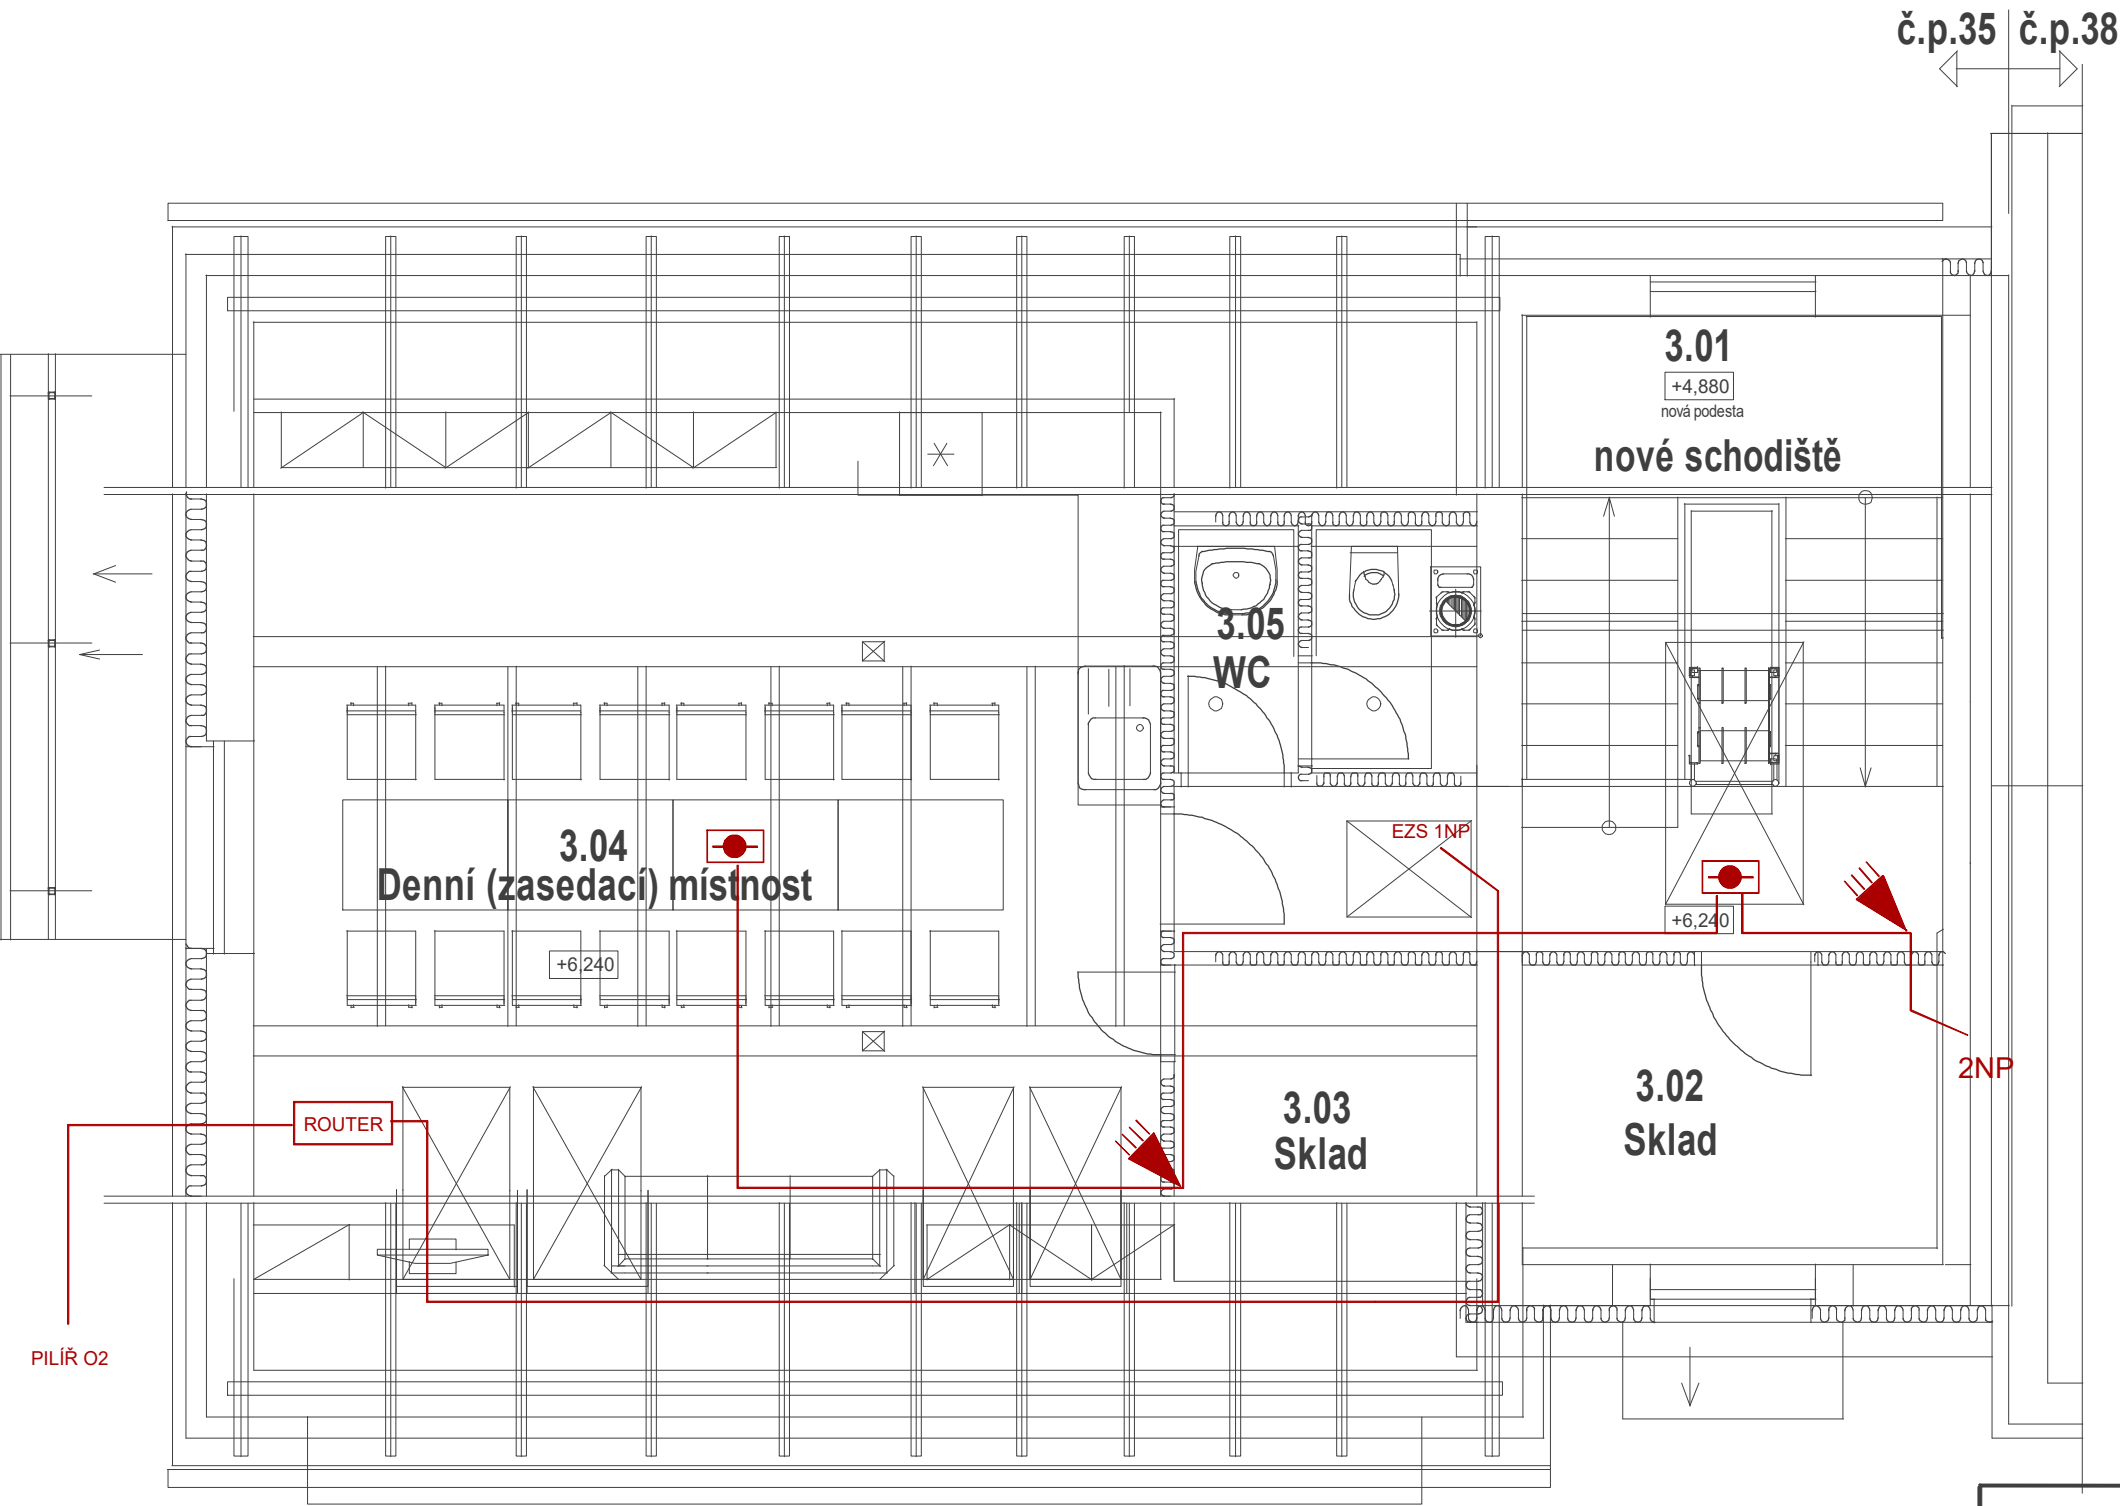 č.p.35 č.p.38
3.01
+4,880
nová podesta
nové schodiště
3.05
WC
EZS 1NP
3.04
Denní (zasedací) místnost
+6,240
+6,240
2NP
3.02
Sklad
3.03
Sklad
ROUTER
PILÍŘ O2